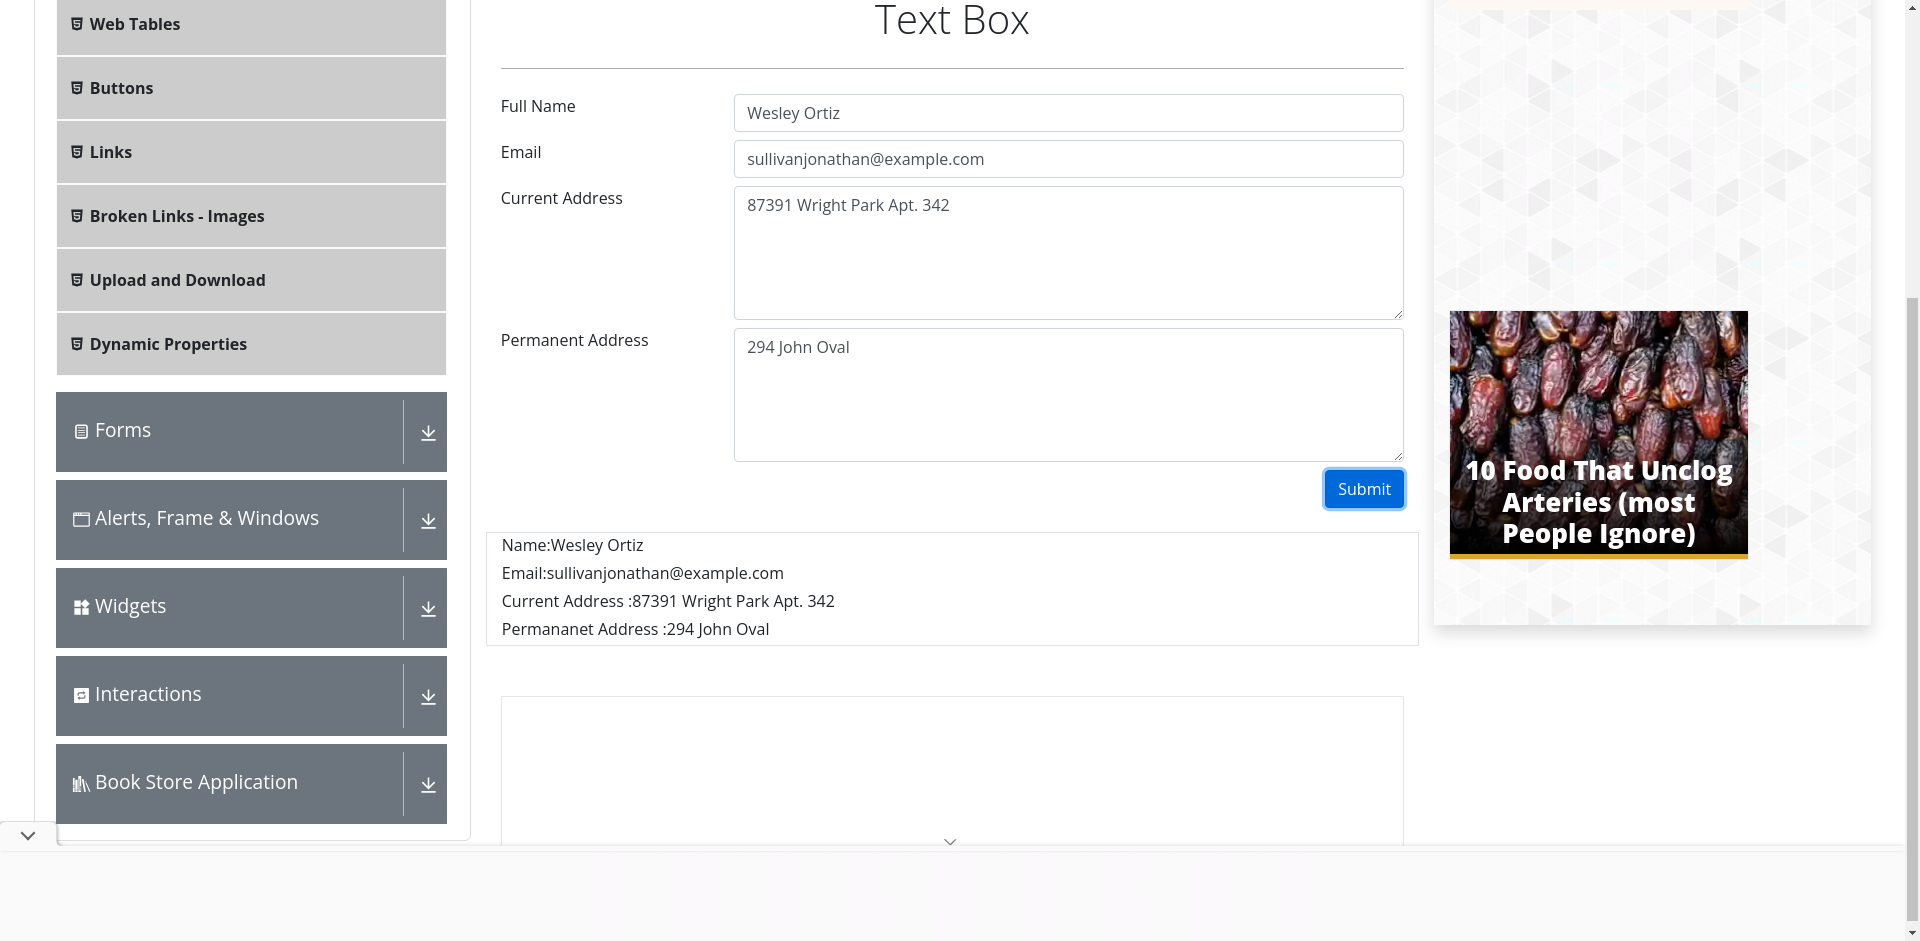 Web Tables
Buttons
Links
Broken Links - Images
Upload and Download
Dynamic Properties
Forms
Alerts, Frame & Windows
Widgets
Interactions
Book Store Application
Text Box
Full Name
Wesley Ortiz
Email
sullivanjonathan@example.com
Current Address
87391 Wright Park Apt. 342
Permanent Address
294 John Oval
Submit
Name:Wesley Ortiz
Email:sullivanjonathan@example.com
Current Address :87391 Wright Park Apt. 342
Permananet Address :294 John Oval
10 Food That Unclog
Arteries (most
People Ignore)